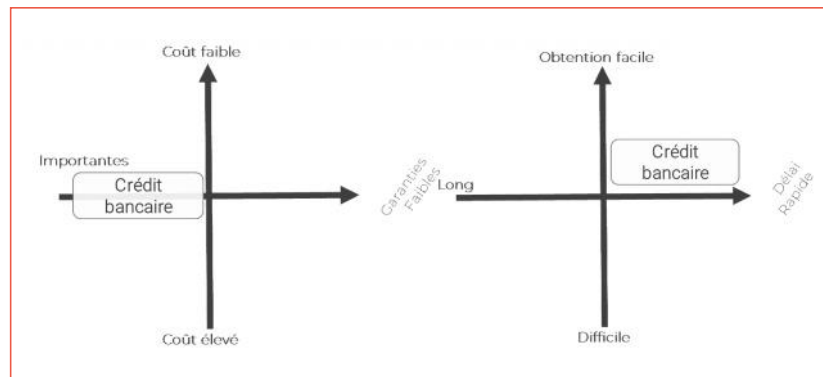 Coût faible
Importantes
Crédit
bancaire
Garanties
Faibles
Coût élevé
Obtention facile
Crédit
bancaire
Long
Délai
Rapide
Difficile